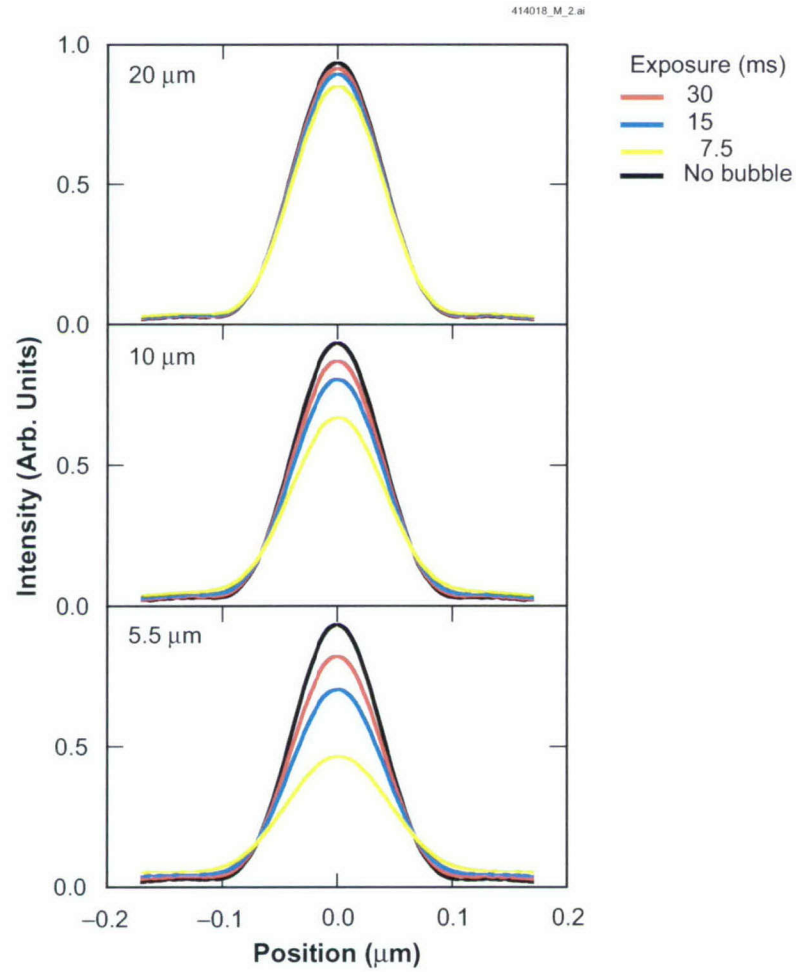 414018_M_2.ai
1.0
20 μm
0.5
0.0
10 μm
0.5
0.0
5.5 μm
0.5
0.0
–0.2
–0.1
0.0
0.1
0.2
Position (μm)
Intensity (Arb. Units)
Exposure (ms)
30
15
7.5
No bubble